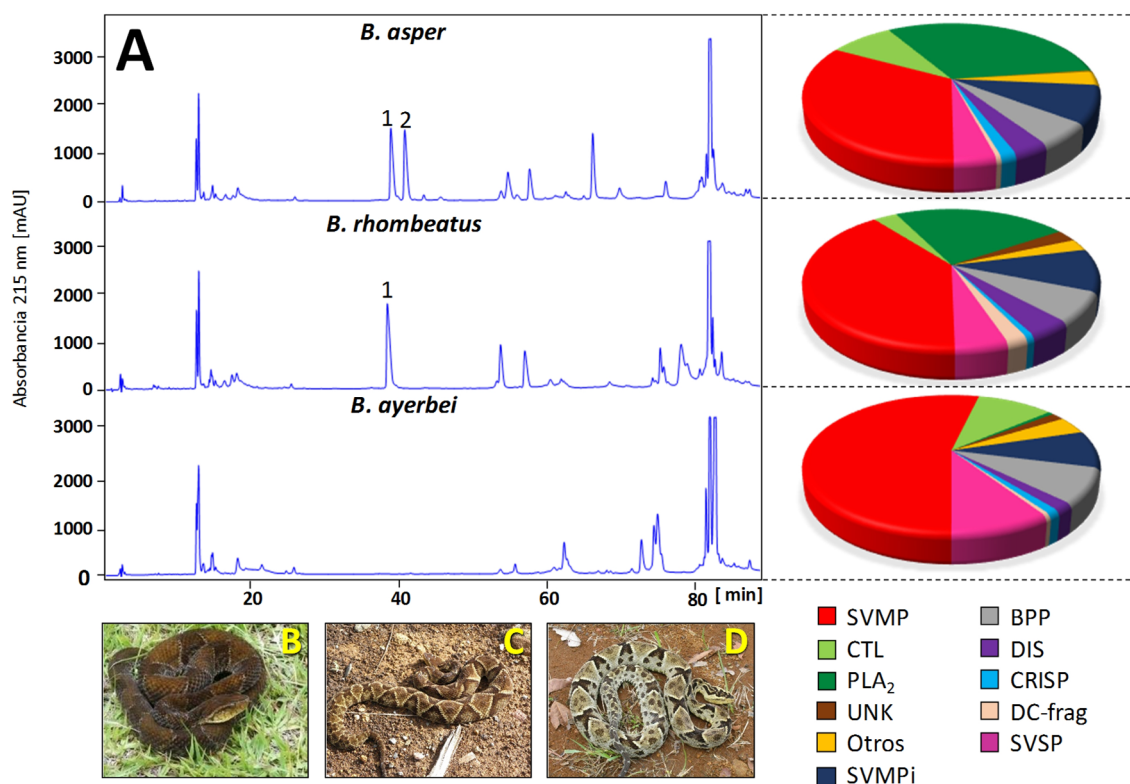 A
B. asper
3000
2000
1000
0
1 2
B. rhombeatus
3000
2000
1000
0
1
B. ayerbei
3000
2000
1000
0
Absorbancia 215 nm [mAU]
20 40 60 80 [ min]
B C D
SVMP
CTL
PLA₂
UNK
Otros
SVMPi
BPP
DIS
CRISP
DC-frag
SVSP